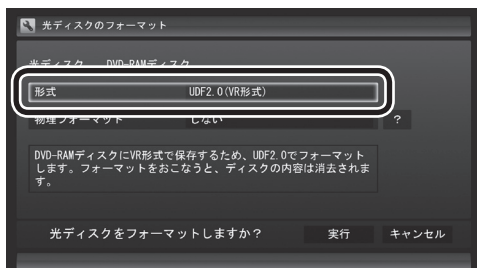 光ディスクのフォーマット
光ディスク DVD-RAMディスク
形式 UDF2.0(VR形式)
物理フォーマット しない ?
DVD-RAMディスクにVR形式で保存するため、UDF2.0でフォーマット
します。フォーマットをおこなうと、ディスクの内容は消去されま
す。
光ディスクをフォーマットしますか? 実行 キャンセル